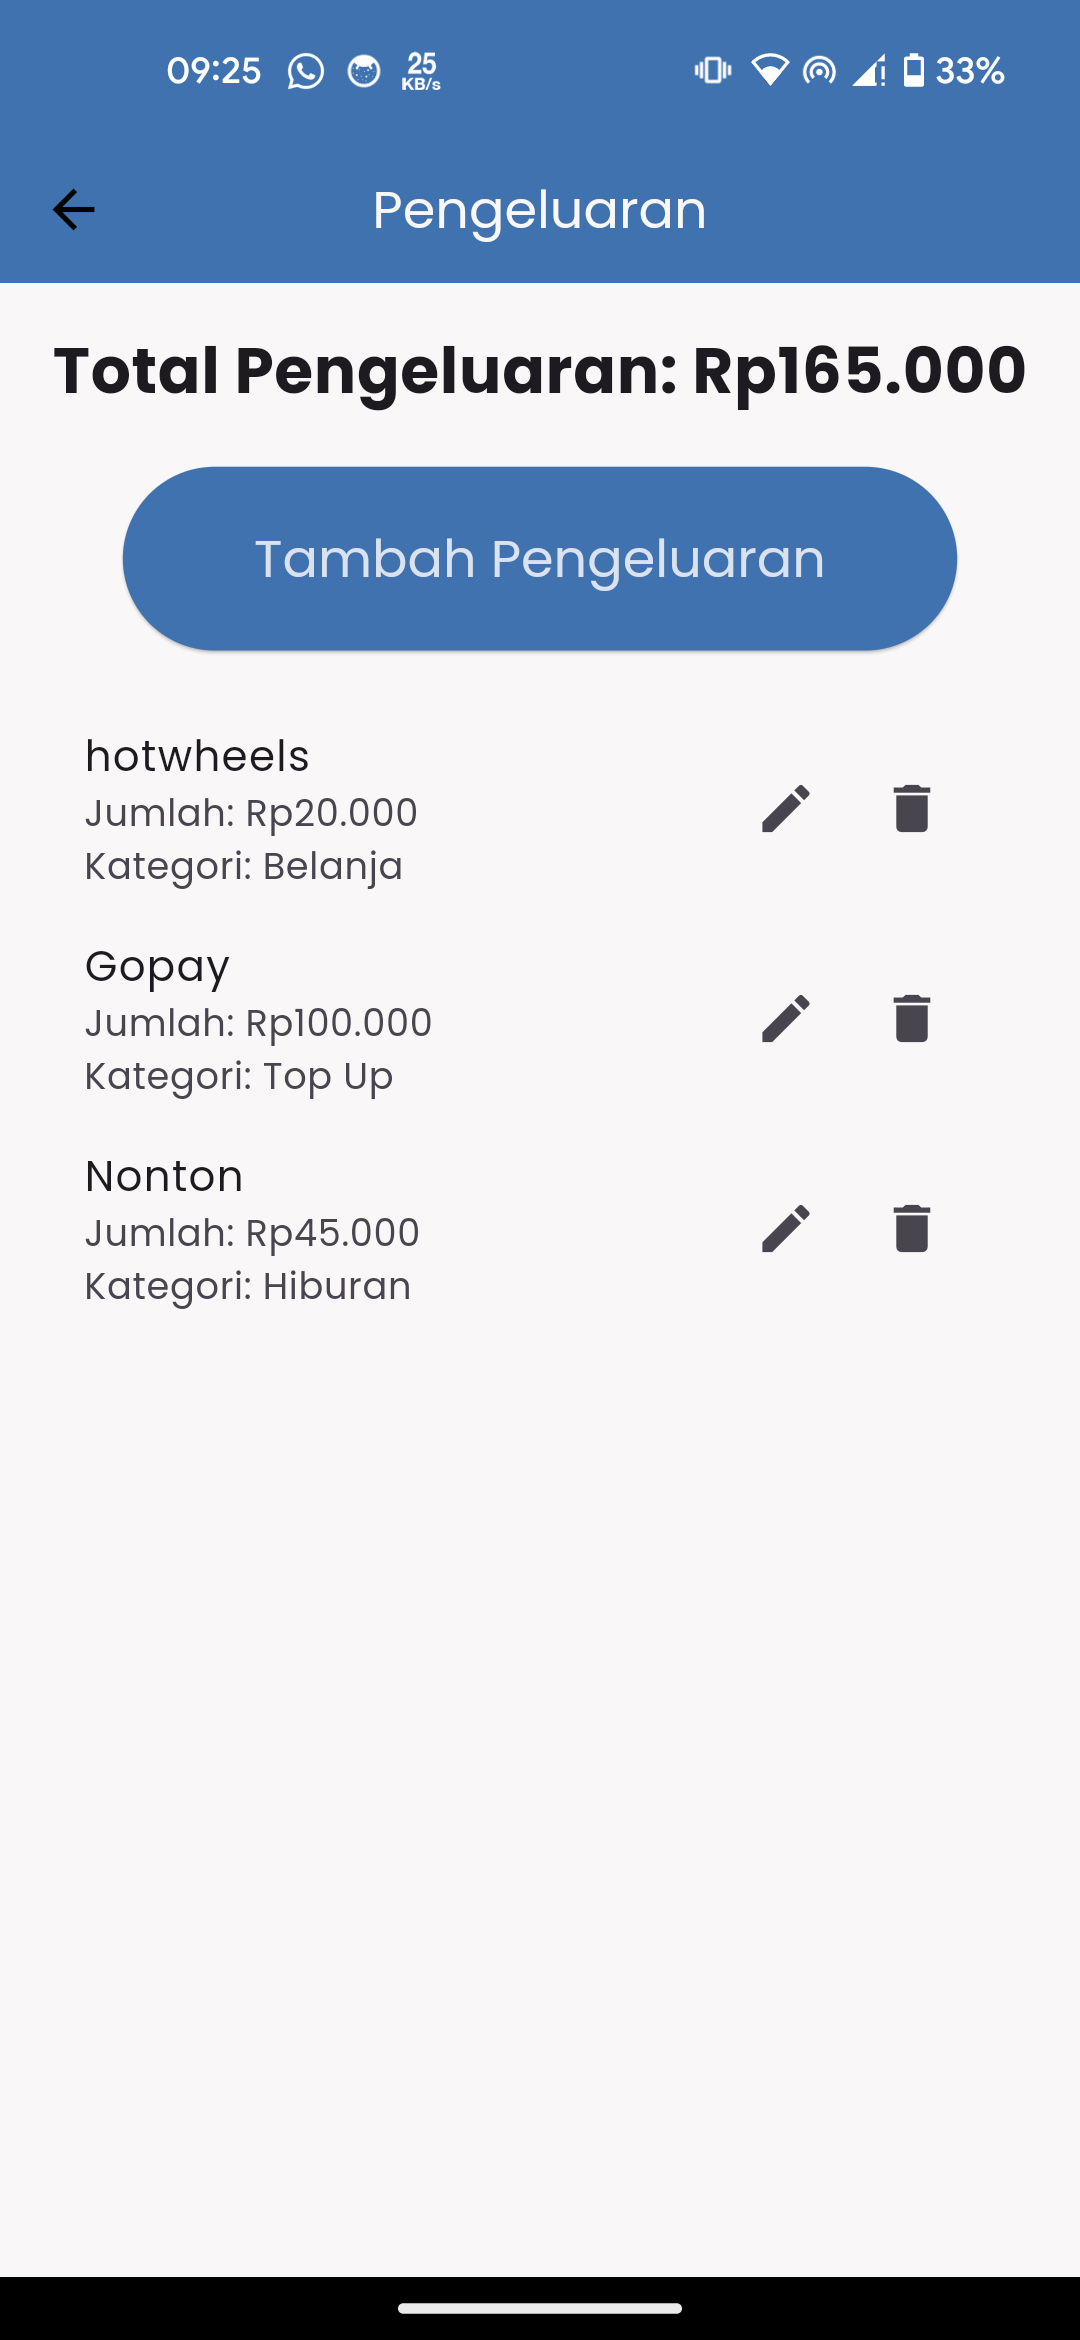 09:25 25 KB/s 33%
Pengeluaran
Total Pengeluaran: Rp165.000
Tambah Pengeluaran
hotwheels
Jumlah: Rp20.000
Kategori: Belanja
Gopay
Jumlah: Rp100.000
Kategori: Top Up
Nonton
Jumlah: Rp45.000
Kategori: Hiburan